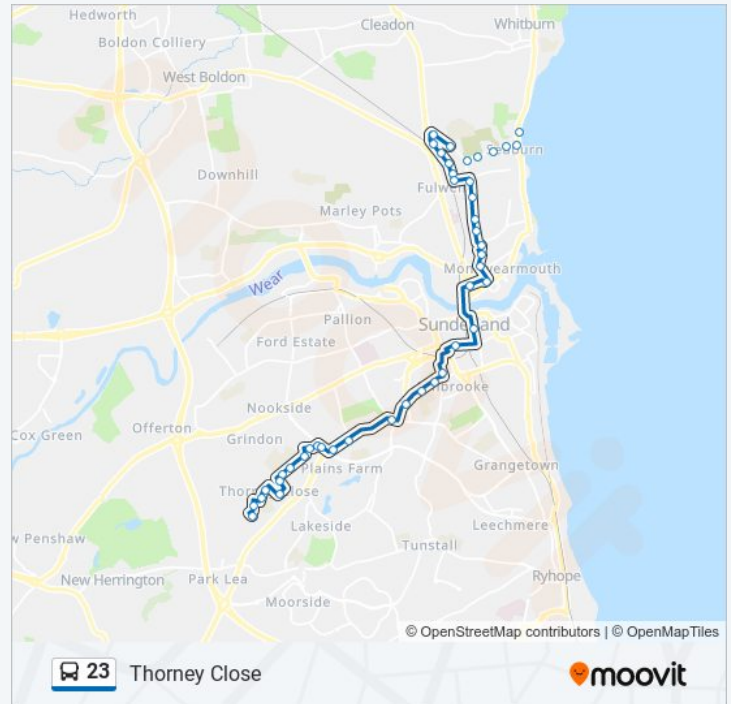 Hedworth
Cleadon
Whitburn
Boldon Colliery
West Boldon
Seaburn
Downhill
Fulwell
Marley Pots
Monkwearmouth
Wear
Pallion
Sunderland
Ford Estate
Nookside
Cox Green
Offerton
Grindon
Grangetown
Plains Farm
Thorney Close
Lakeside
Leechmere
w Penshaw
Tunstall
New Herrington
Park Lea
Ryhope
Moorside
© OpenStreetMap contributors | © OpenMapTiles
23 Thorney Close
moovit